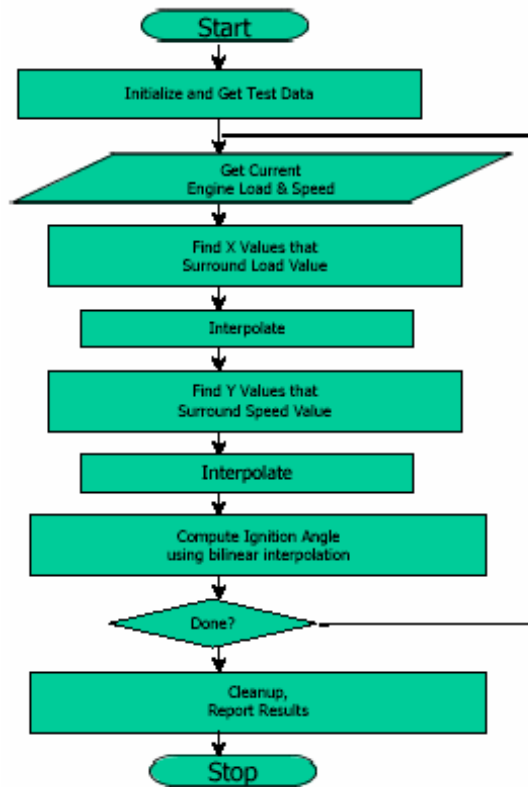 Start
Initialize and Get Test Data
Get Current
Engine Load & Speed
Find X Values that
Surround Load Value
Interpolate
Find Y Values that
Surround Speed Value
Interpolate
Compute Ignition Angle
using bilinear interpolation
Done?
Cleanup,
Report Results
Stop